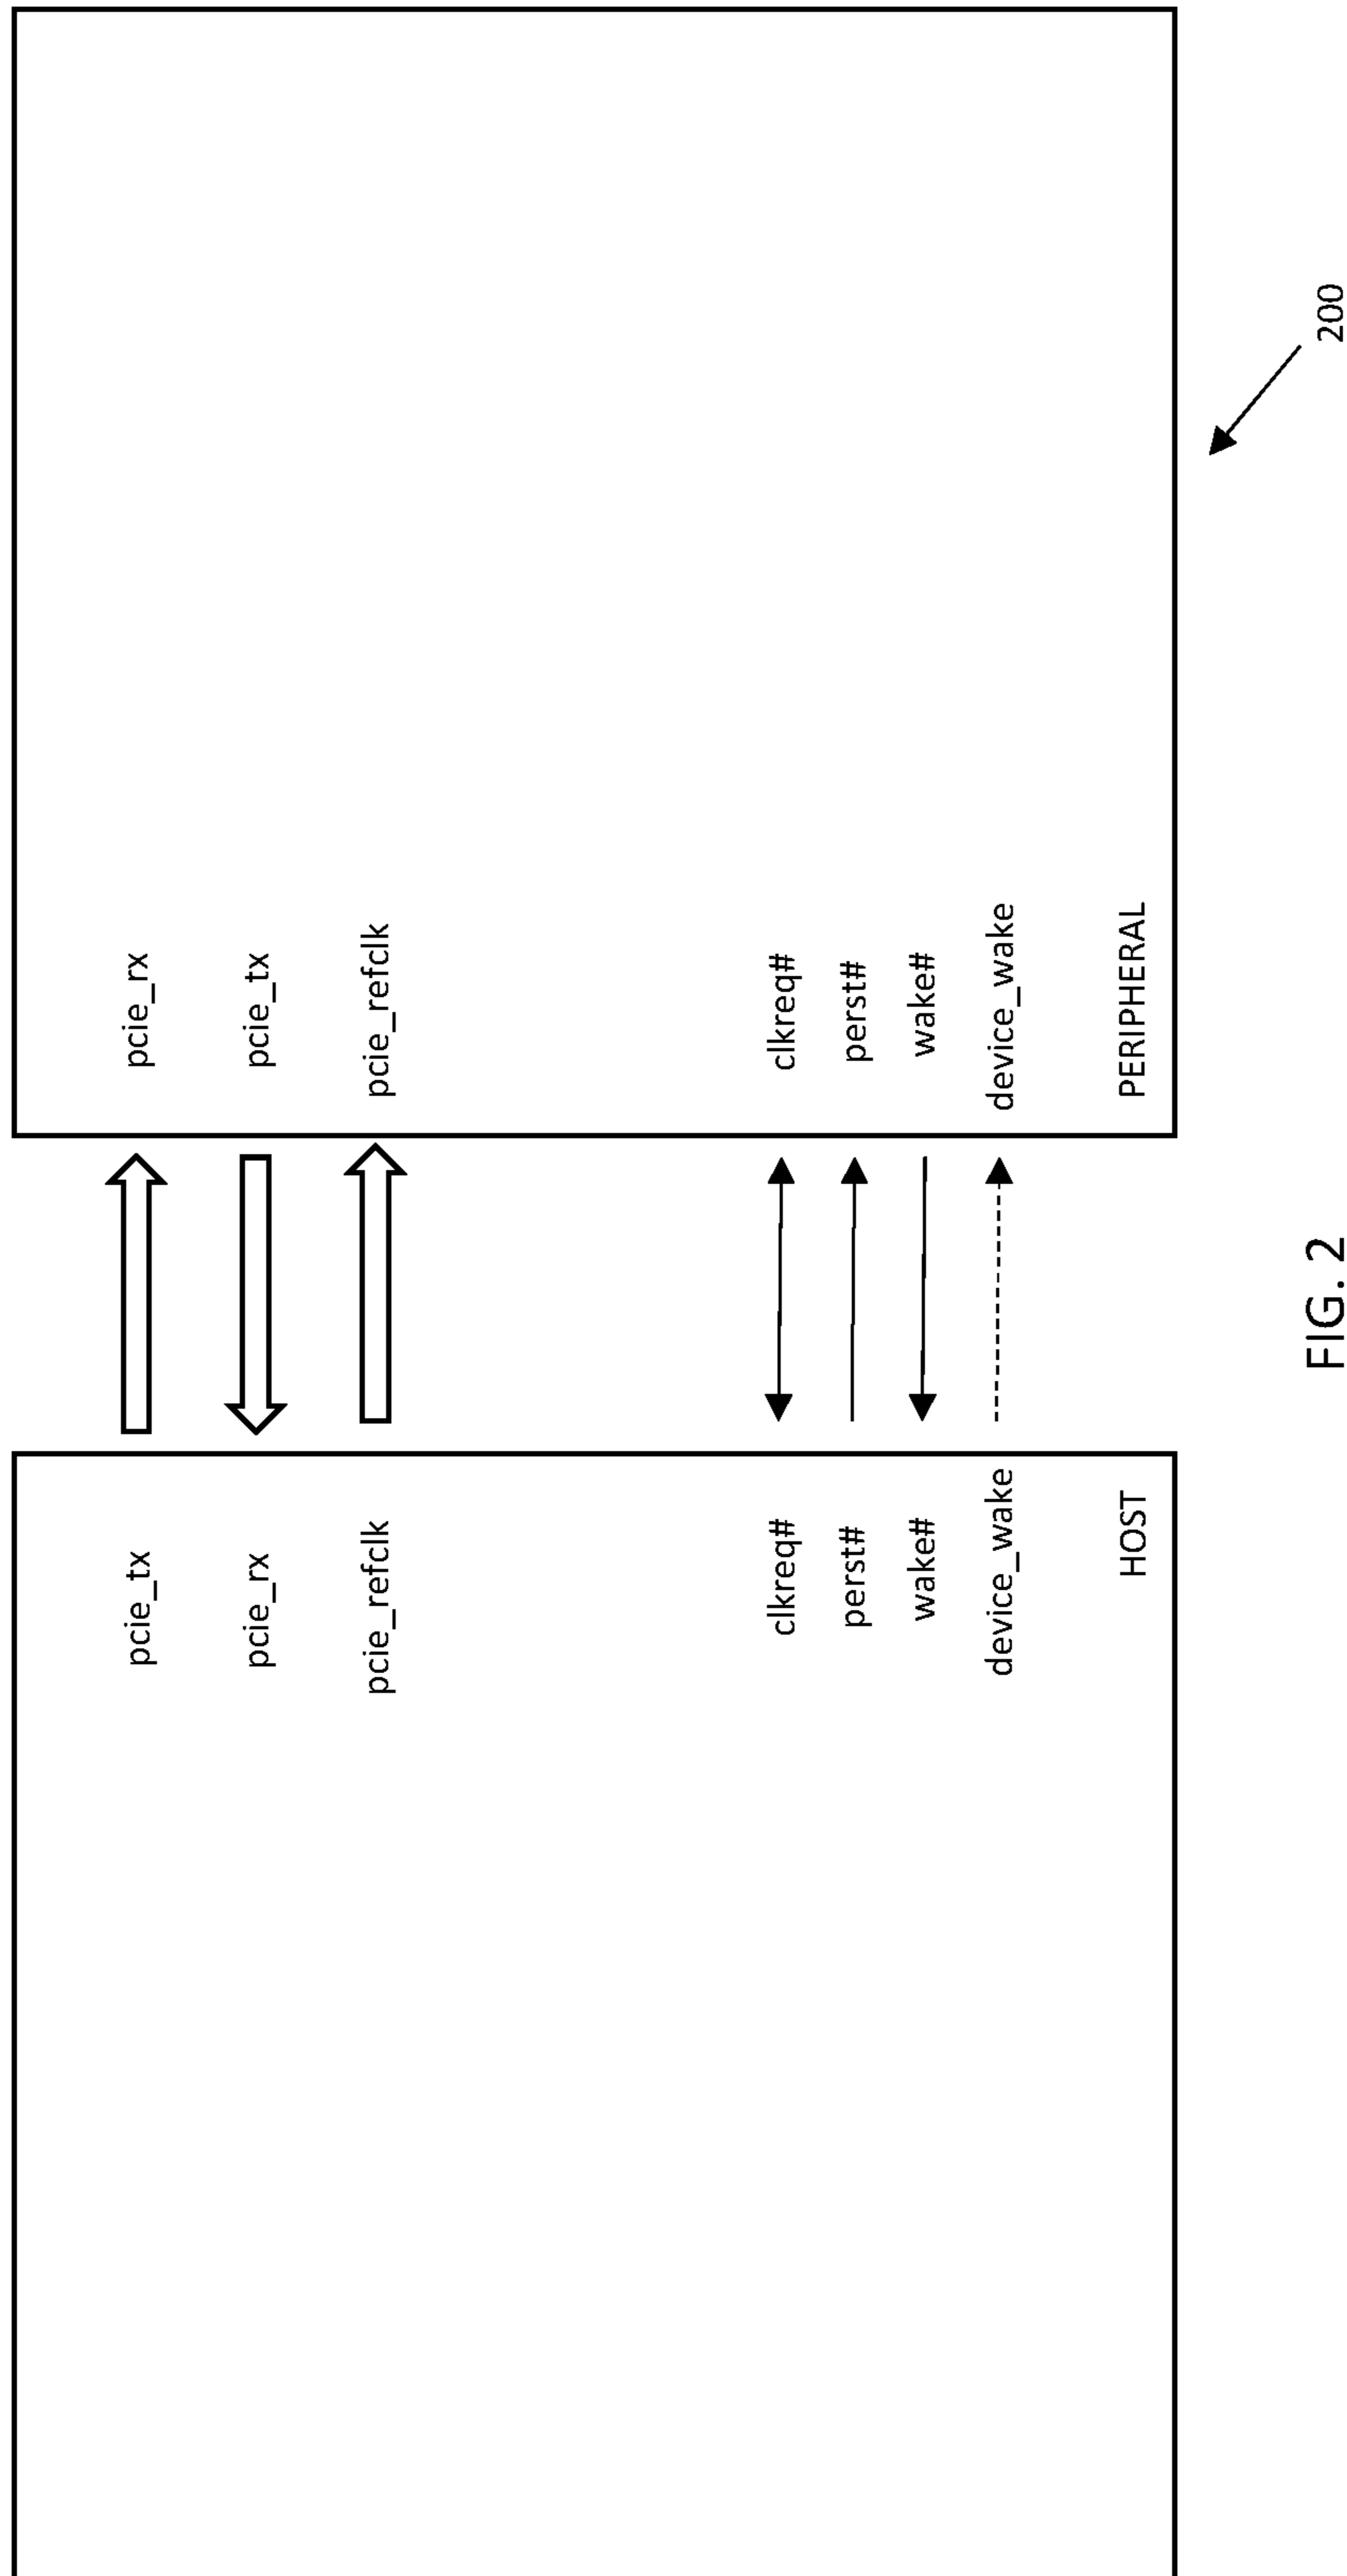 pcie_tx
pcie_rx
pcie_refclk
clkreq#
perst#
wake#
device_wake
HOST
pcie_rx
pcie_tx
pcie_refclk
clkreq#
perst#
wake#
device_wake
PERIPHERAL
200
FIG. 2